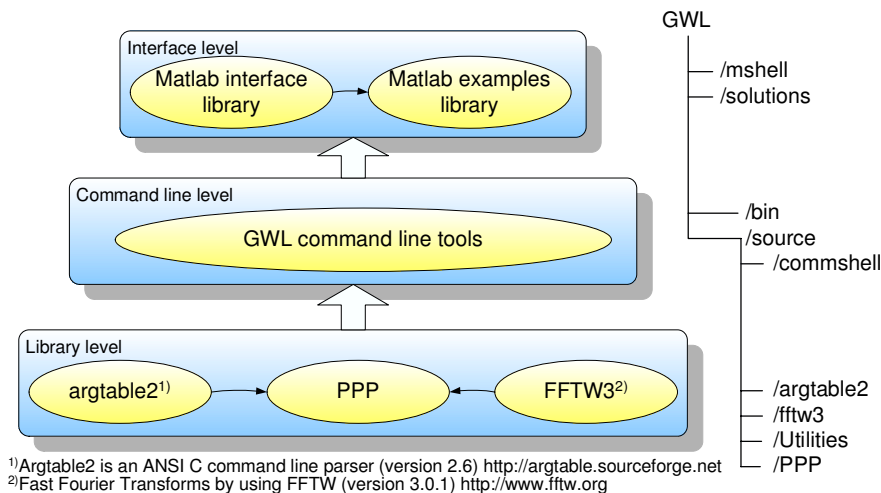 GWL
Interface level
Matlab interface
library
Matlab examples
library
/mshell
/solutions
Command line level
GWL command line tools
/bin
/source
/commshell
Library level
argtable2¹⁾
PPP
FFTW3²⁾
/argtable2
/fftw3
/Utilities
/PPP
¹⁾Argtable2 is an ANSI C command line parser (version 2.6) http://argtable.sourceforge.net
²⁾Fast Fourier Transforms by using FFTW (version 3.0.1) http://www.fftw.org